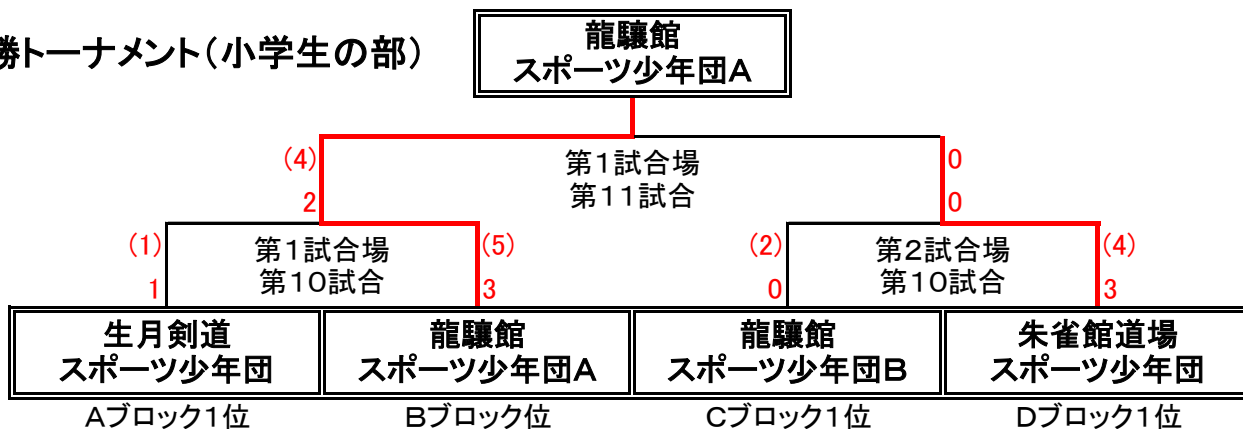 勝トーナメント(小学生の部)
龍驤館
スポーツ少年団A
(4)
第1試合場
0
2
第11試合
0
(1)
第1試合場
(5)
(2)
第2試合場
(4)
1
第10試合
3
0
第10試合
3
生月剣道
スポーツ少年団
龍驤館
スポーツ少年団A
龍驤館
スポーツ少年団B
朱雀館道場
スポーツ少年団
Aブロック1位
Bブロック位
Cブロック1位
Dブロック1位